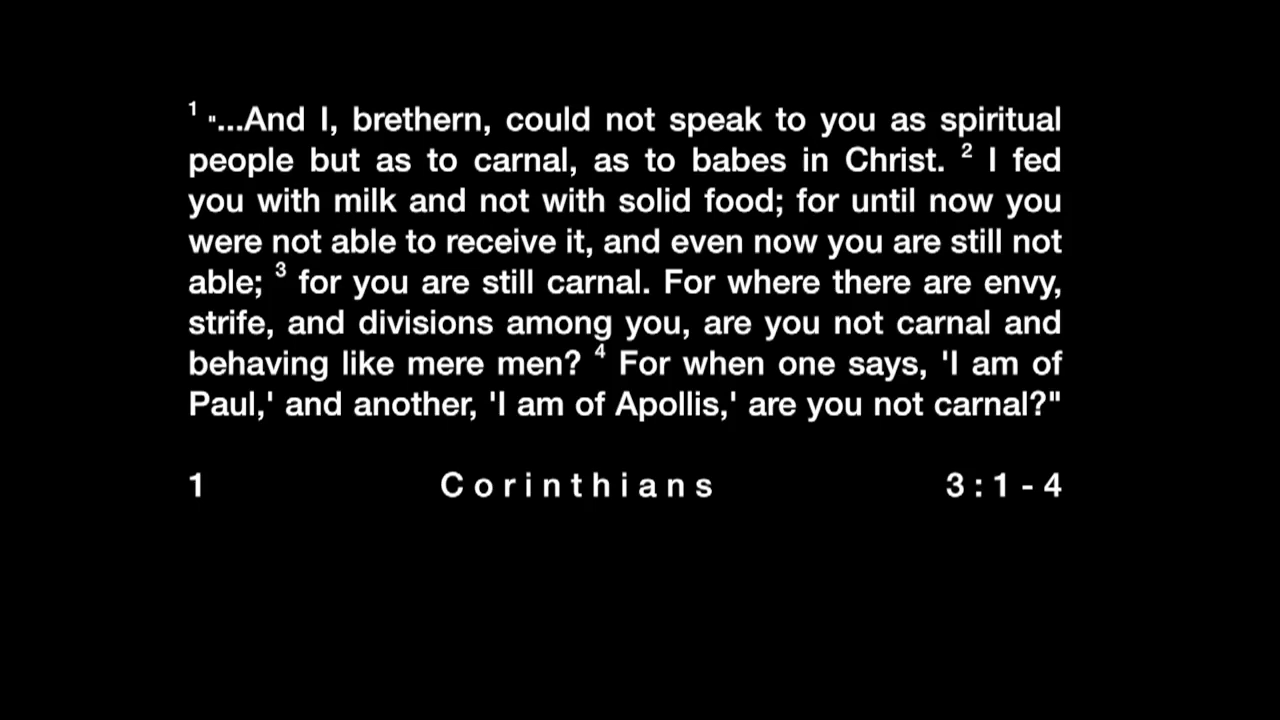 1 "...And I, brethern, could not speak to you as spiritual
people but as to carnal, as to babes in Christ. 2 I fed
you with milk and not with solid food; for until now you
were not able to receive it, and even now you are still not
able; 3 for you are still carnal. For where there are envy,
strife, and divisions among you, are you not carnal and
behaving like mere men? 4 For when one says, 'I am of
Paul,' and another, 'I am of Apollis,' are you not carnal?"
1 Corinthians 3:1-4